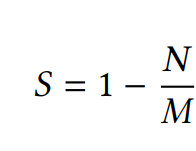 S = 1 − N/M